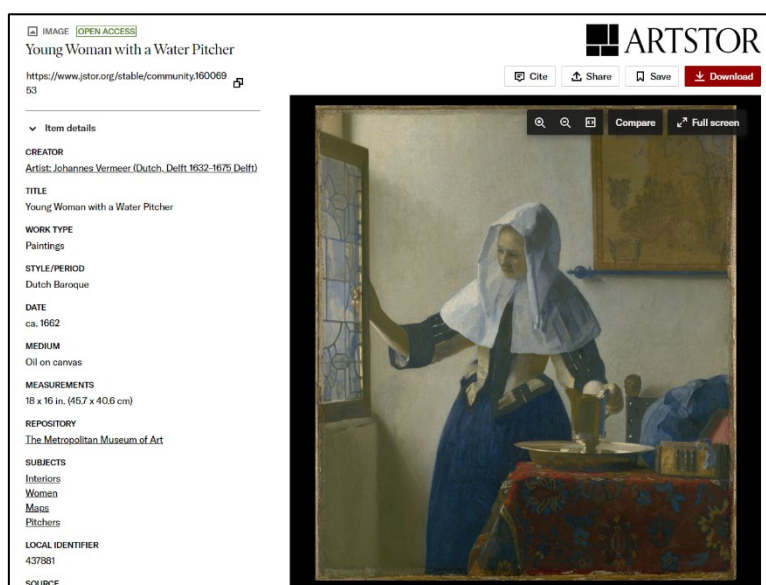 IMAGE OPEN ACCESS
Young Woman with a Water Pitcher
https://www.jstor.org/stable/community.160069
53
Item details
CREATOR
Artist: Johannes Vermeer (Dutch, Delft 1632–1675 Delft)
TITLE
Young Woman with a Water Pitcher
WORK TYPE
Paintings
STYLE/PERIOD
Dutch Baroque
DATE
ca. 1662
MEDIUM
Oil on canvas
MEASUREMENTS
18 x 16 in. (45.7 x 40.6 cm)
REPOSITORY
The Metropolitan Museum of Art
SUBJECTS
Interiors
Women
Maps
Pitchers
LOCAL IDENTIFIER
437881
SOURCE
ARTSTOR
Cite Share Save Download
Compare Full screen